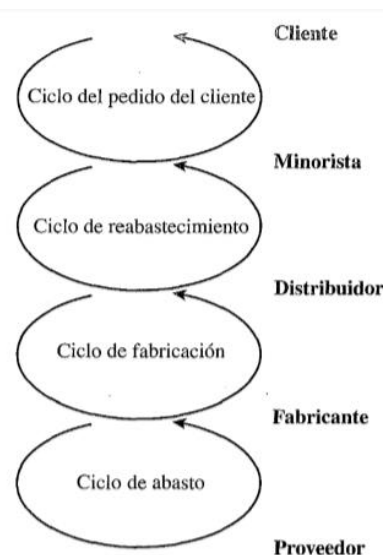 Cliente
Ciclo del pedido del cliente
Minorista
Ciclo de reabastecimiento
Distribuidor
Ciclo de fabricación
Fabricante
Ciclo de abasto
Proveedor